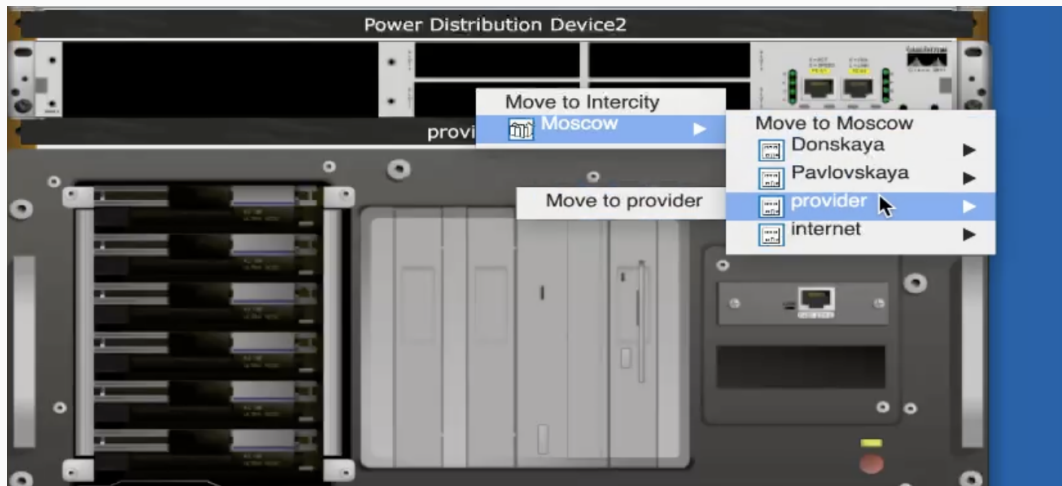 Power Distribution Device2
provi
Move to Intercity
Moscow
Move to Moscow
Donskaya
Pavlovskaya
provider
internet
Move to provider